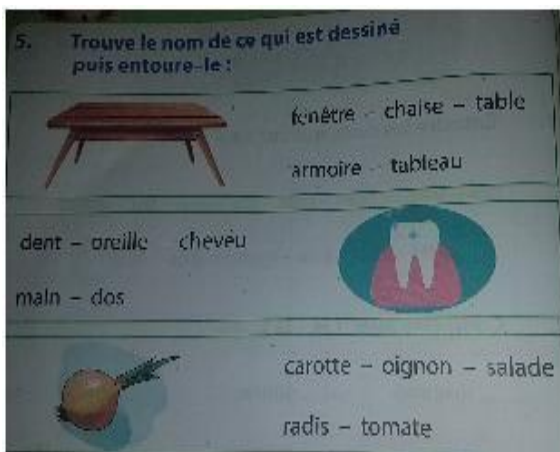 5. Trouve le nom de ce qui est dessiné
puis entoure-le :
fenêtre - chaise - table
armoire - tableau
dent - oreille cheveu
main - dos
carotte - oignon - salade
radis - tomate